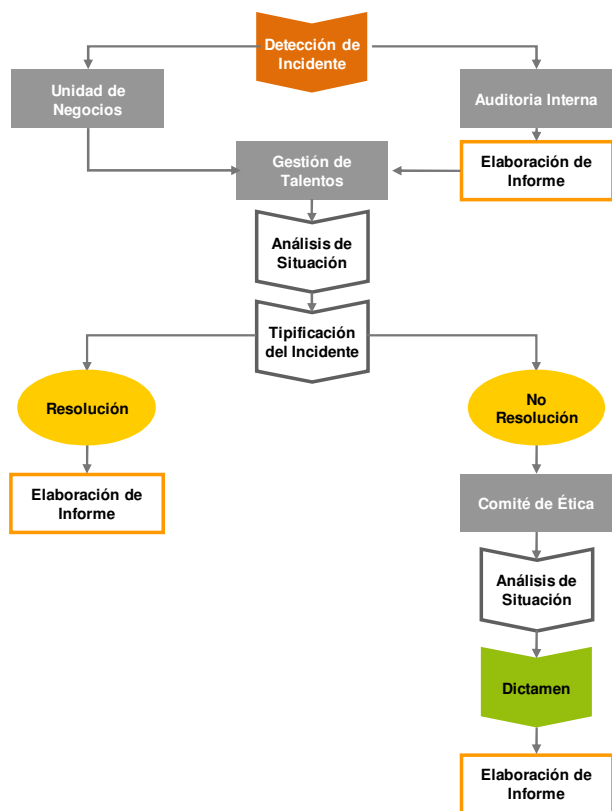 Detección de
Incidente
Unidad de
Negocios
Auditoria Interna
Elaboración de
Informe
Gestión de
Talentos
Análisis de
Situación
Tipificación
del Incidente
Resolución
No
Resolución
Elaboración de
Informe
Comité de Ética
Análisis de
Situación
Dictamen
Elaboración de
Informe